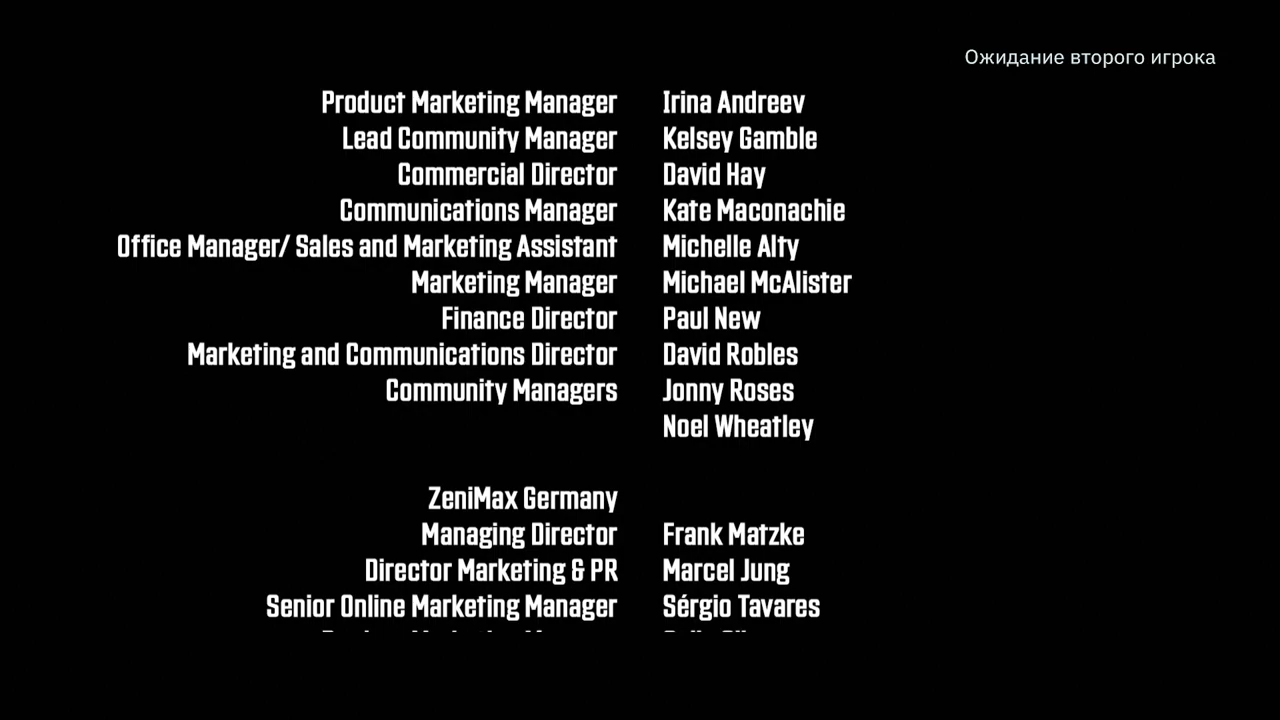 Ожидание второго игрока
Product Marketing Manager Irina Andreev
Lead Community Manager Kelsey Gamble
Commercial Director David Hay
Communications Manager Kate Maconachie
Office Manager/ Sales and Marketing Assistant Michelle Alty
Marketing Manager Michael McAlister
Finance Director Paul New
Marketing and Communications Director David Robles
Community Managers Jonny Roses
Noel Wheatley
ZeniMax Germany
Managing Director Frank Matzke
Director Marketing & PR Marcel Jung
Senior Online Marketing Manager Sérgio Tavares